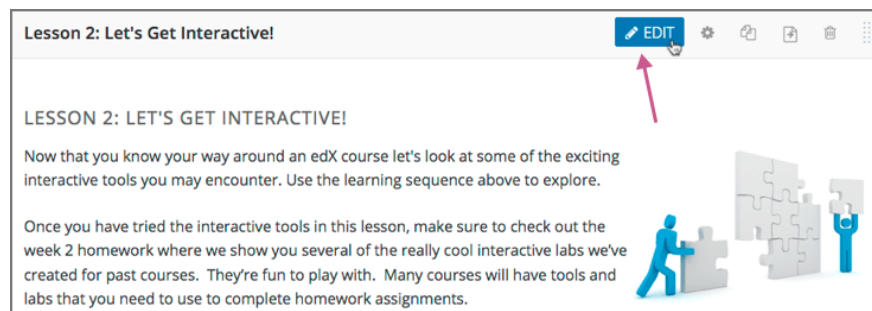 Lesson 2: Let's Get Interactive!
EDIT
LESSON 2: LET'S GET INTERACTIVE!
Now that you know your way around an edX course let's look at some of the exciting
interactive tools you may encounter. Use the learning sequence above to explore.
Once you have tried the interactive tools in this lesson, make sure to check out the
week 2 homework where we show you several of the really cool interactive labs we've
created for past courses.  They're fun to play with.  Many courses will have tools and
labs that you need to use to complete homework assignments.